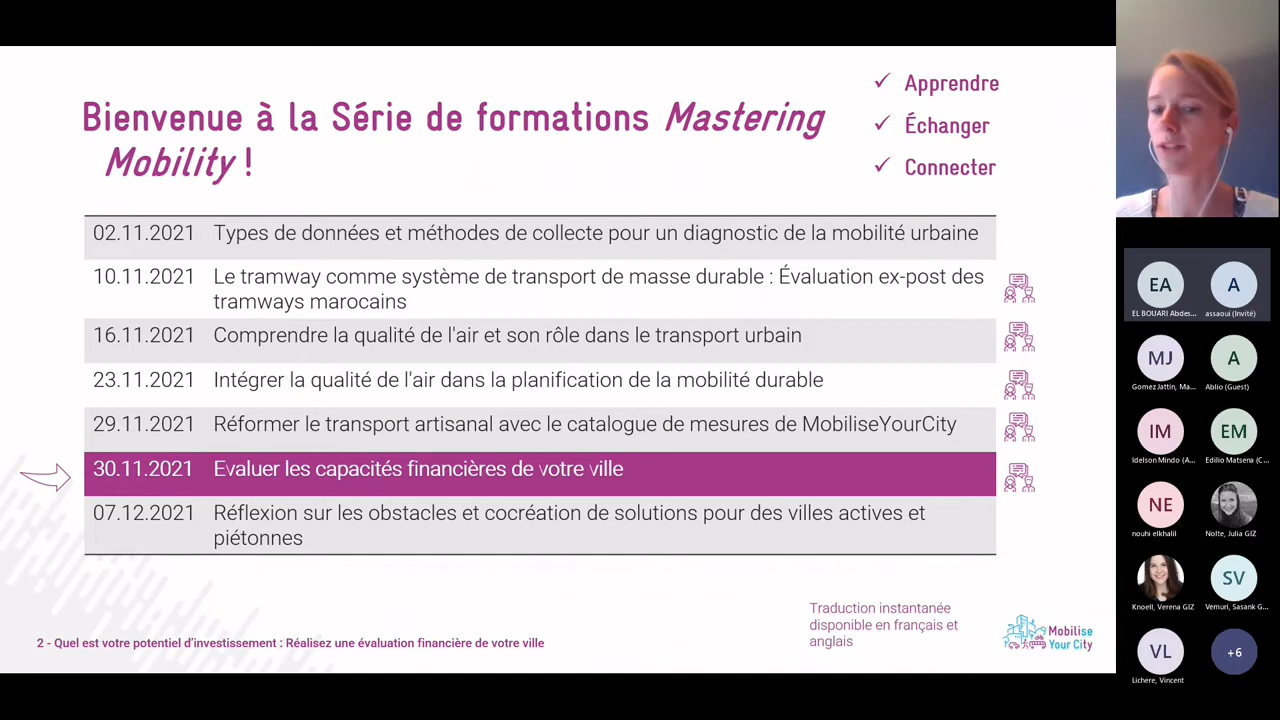 Bienvenue à la Série de formations Mastering
Mobility !
✓ Apprendre
✓ Échanger
✓ Connecter
02.11.2021 Types de données et méthodes de collecte pour un diagnostic de la mobilité urbaine
10.11.2021 Le tramway comme système de transport de masse durable : Évaluation ex-post des
tramways marocains
16.11.2021 Comprendre la qualité de l'air et son rôle dans le transport urbain
23.11.2021 Intégrer la qualité de l'air dans la planification de la mobilité durable
29.11.2021 Réformer le transport artisanal avec le catalogue de mesures de MobiliseYourCity
30.11.2021 Evaluer les capacités financières de votre ville
07.12.2021 Réflexion sur les obstacles et cocréation de solutions pour des villes actives et
piétonnes
Traduction instantanée
disponible en français et
anglais
Mobilise
Your City
2 - Quel est votre potentiel d'investissement : Réalisez une évaluation financière de votre ville
EA
EL BOUARI Abdes...
A
assaoui (Invité)
MJ
Gomez Jattin, Ma...
A
Ablio (Guest)
IM
Idelson Mindo (A...
EM
Edilio Matsena (C...
NE
nouhi elkhalil
Nolte, Julia GIZ
Knoell, Verena GIZ
SV
Vemuri, Sasank G...
VL
Lichere, Vincent
+6